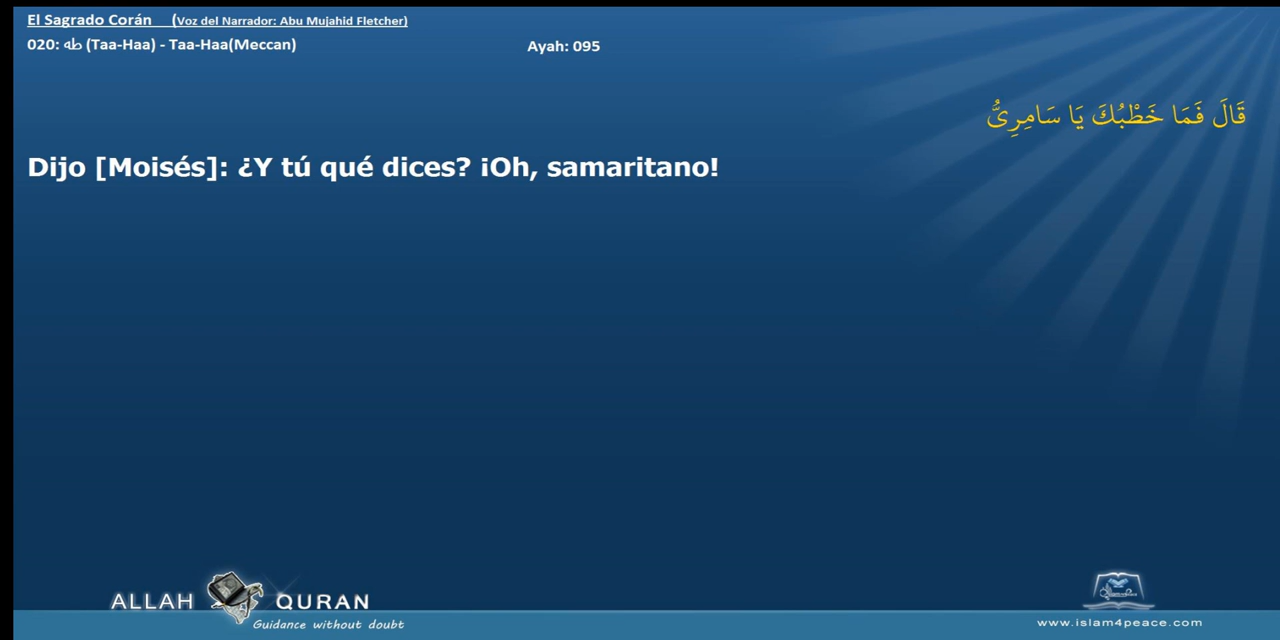 El Sagrado Corán (Voz del Narrador: Abu Mujahid Fletcher)
020: طه (Taa-Haa) - Taa-Haa(Meccan) Ayah: 095
قَالَ فَمَا خَطْبُكَ يَا سَامِرِىُّ
Dijo [Moisés]: ¿Y tú qué dices? ¡Oh, samaritano!
ALLAH QURAN
Guidance without doubt
www.islam4peace.com